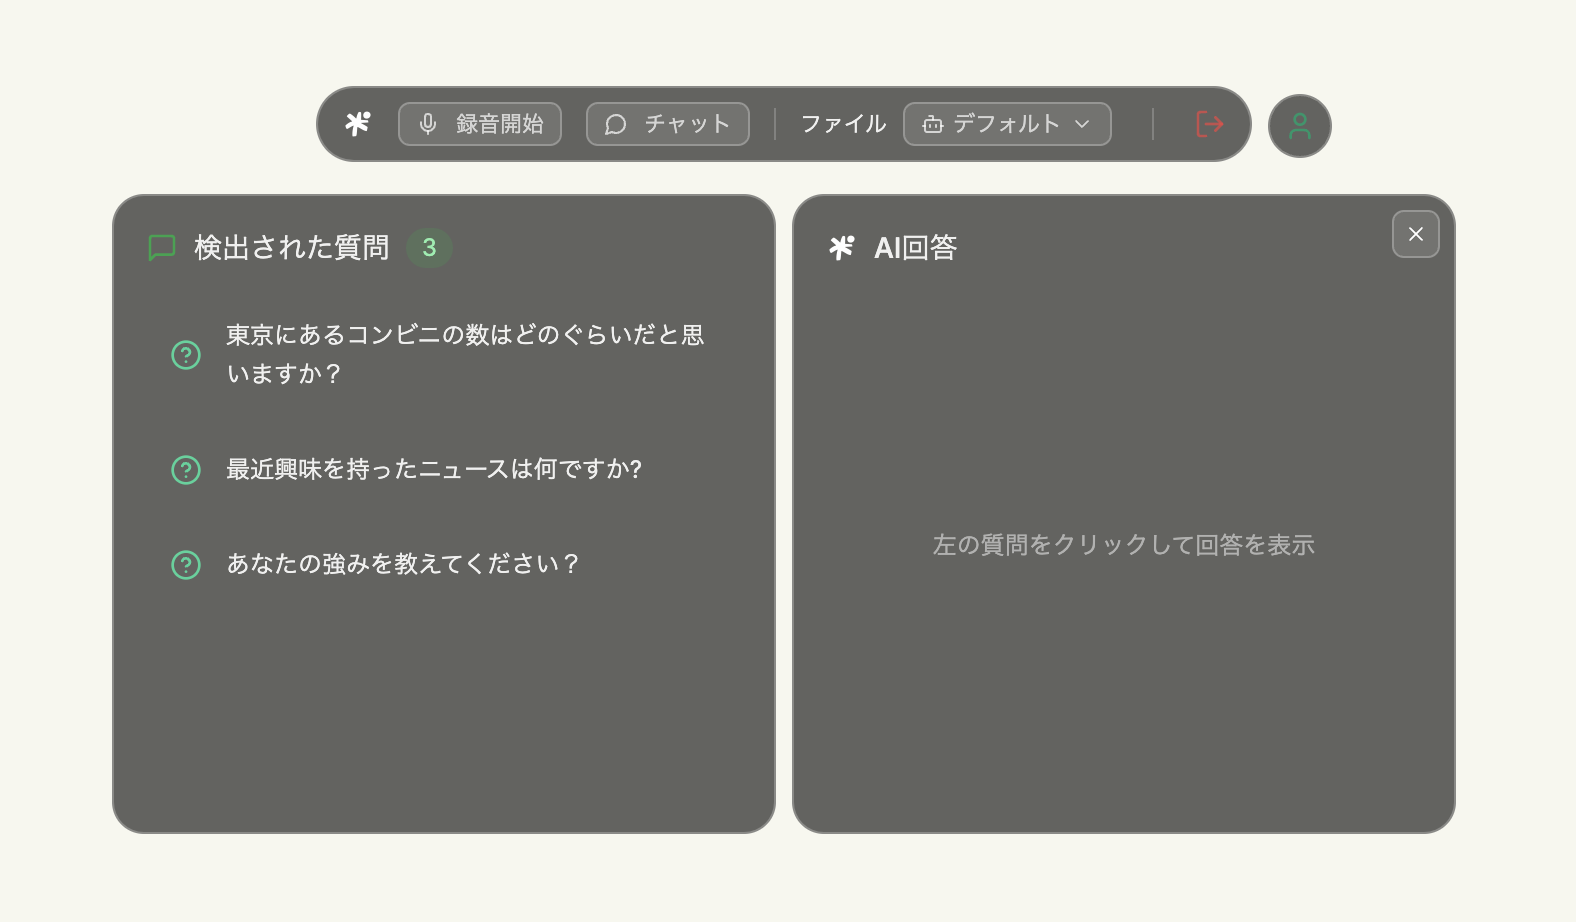 録音開始
チャット
ファイル
デフォルト
検出された質問 3
東京にあるコンビニの数はどのぐらいだと思
いますか？
最近興味を持ったニュースは何ですか?
あなたの強みを教えてください？
AI回答
左の質問をクリックして回答を表示